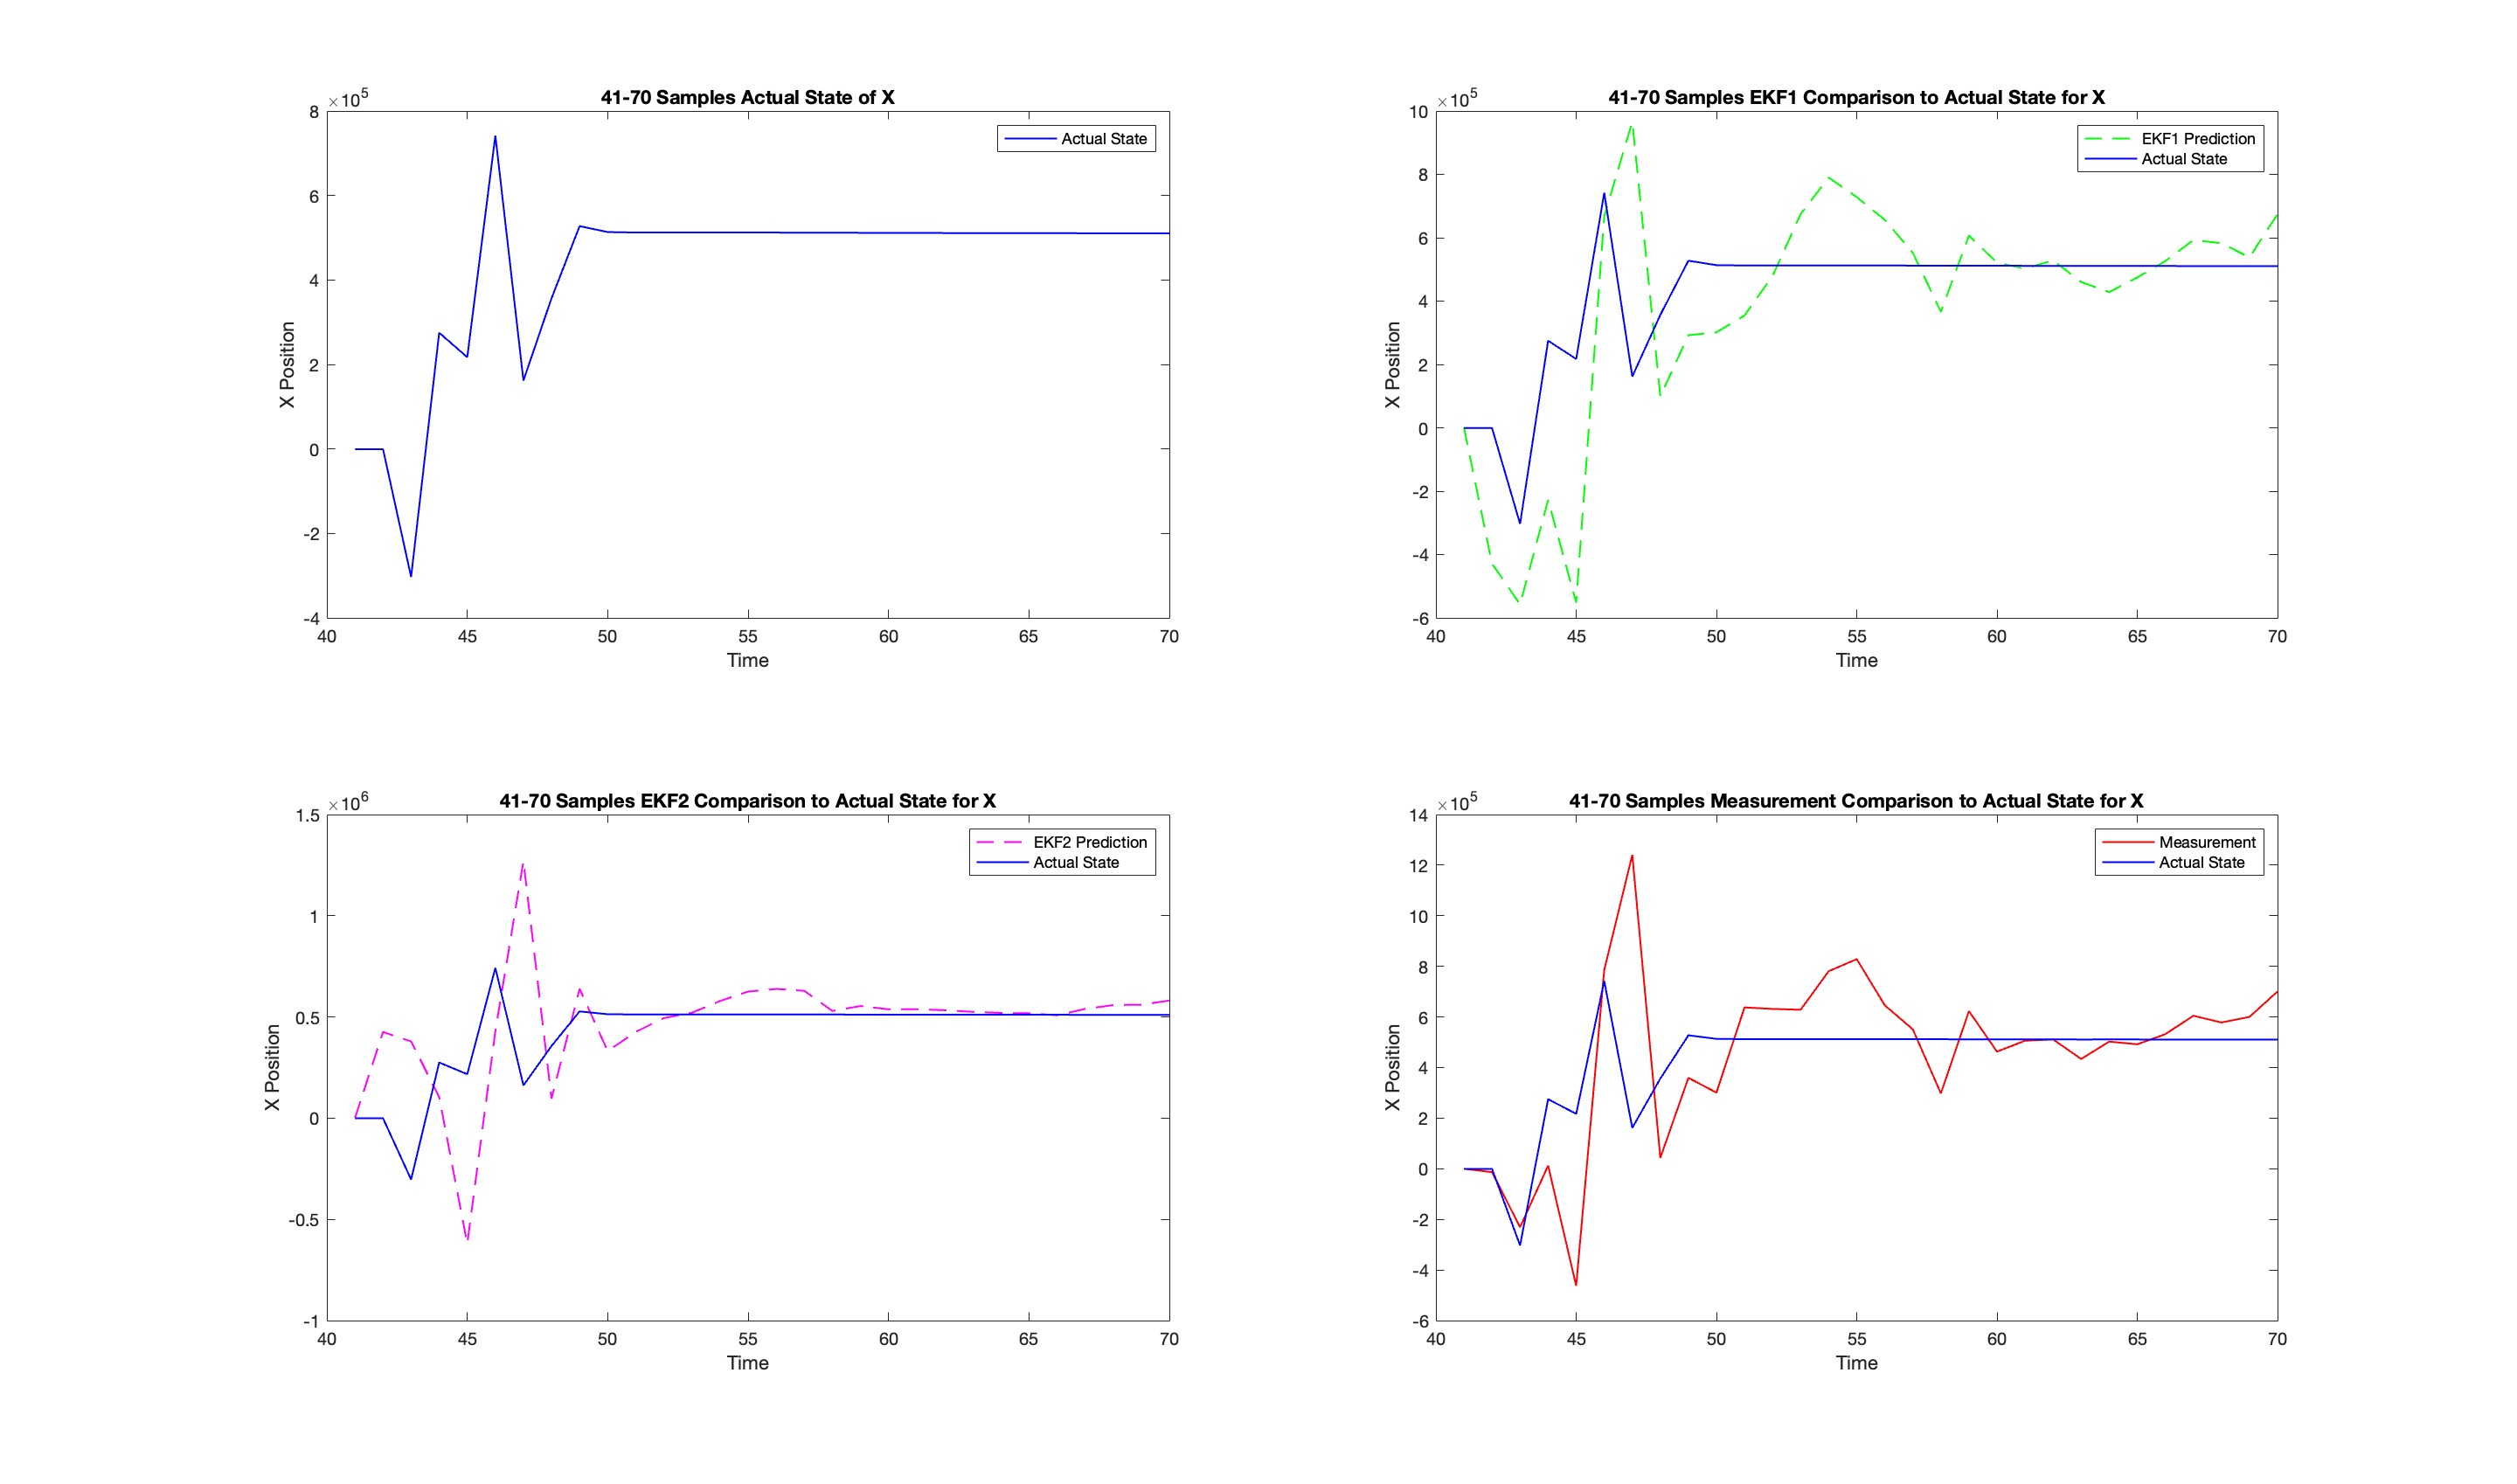 41-70 Samples Actual State of X
×10^5
8
6
4
2
0
-2
-4
40 45 50 55 60 65 70
Time
X Position
Actual State
41-70 Samples EKF1 Comparison to Actual State for X
×10^5
10
8
6
4
2
0
-2
-4
-6
40 45 50 55 60 65 70
Time
X Position
EKF1 Prediction
Actual State
41-70 Samples EKF2 Comparison to Actual State for X
×10^6
1.5
1
0.5
0
-0.5
-1
40 45 50 55 60 65 70
Time
X Position
EKF2 Prediction
Actual State
41-70 Samples Measurement Comparison to Actual State for X
×10^5
14
12
10
8
6
4
2
0
-2
-4
-6
40 45 50 55 60 65 70
Time
X Position
Measurement
Actual State